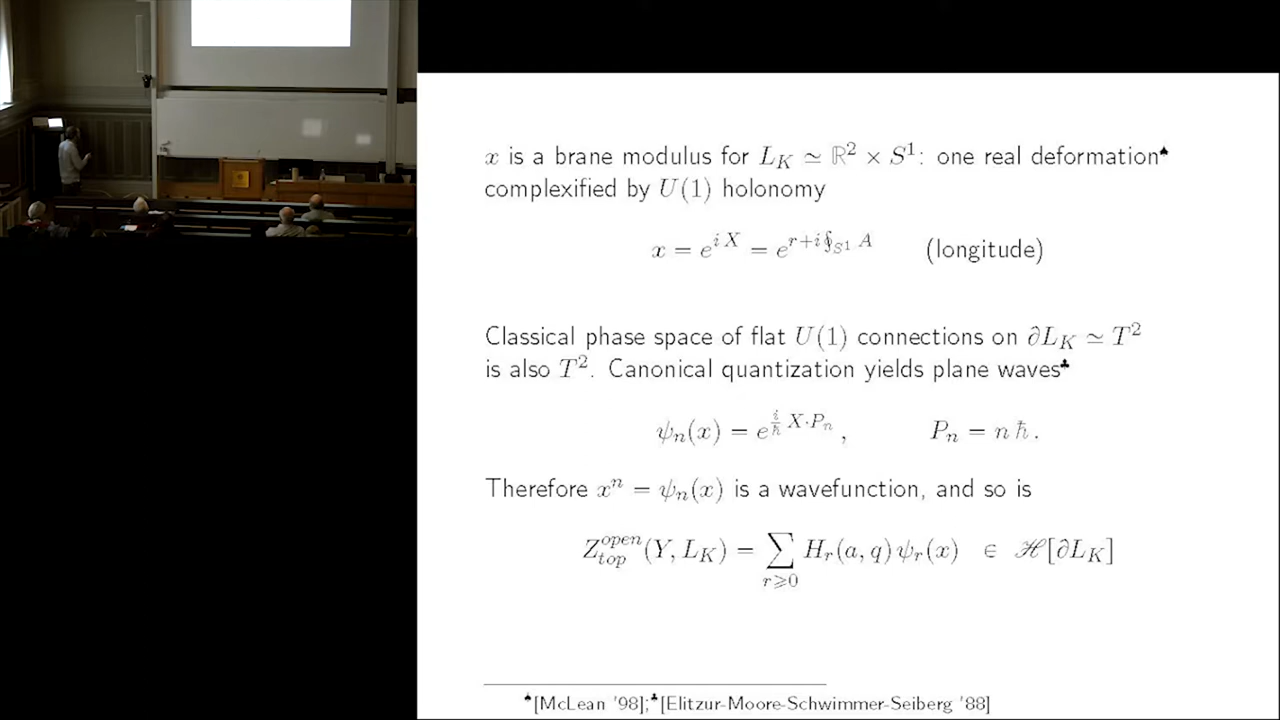 x is a brane modulus for L_K ≃ ℝ² × S¹: one real deformation♠
complexified by U(1) holonomy
x = e^{i X} = e^{r+i∮_{S¹} A} (longitude)
Classical phase space of flat U(1) connections on ∂L_K ≃ T²
is also T². Canonical quantization yields plane waves♣
ψ_n(x) = e^{\frac{i}{ħ} X·P_n} , P_n = n ħ .
Therefore xⁿ = ψ_n(x) is a wavefunction, and so is
Z_{top}^{open}(Y, L_K) = ∑_{r⩾0} H_r(a, q) ψ_r(x) ∈ ℋ[∂L_K]
♠[McLean '98];♣[Elitzur-Moore-Schwimmer-Seiberg '88]